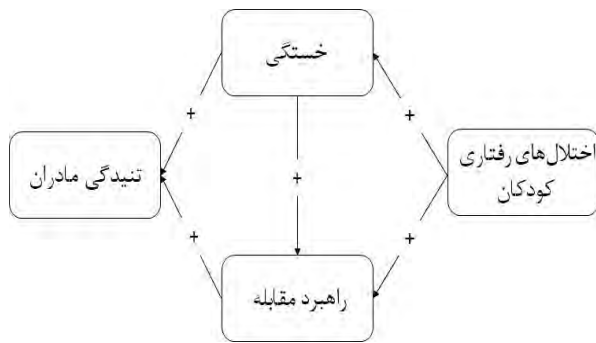 خستگی
+
+
اختلال‌های رفتاری
کودکان
تنیدگی مادران
+
+
+
راهبرد مقابله